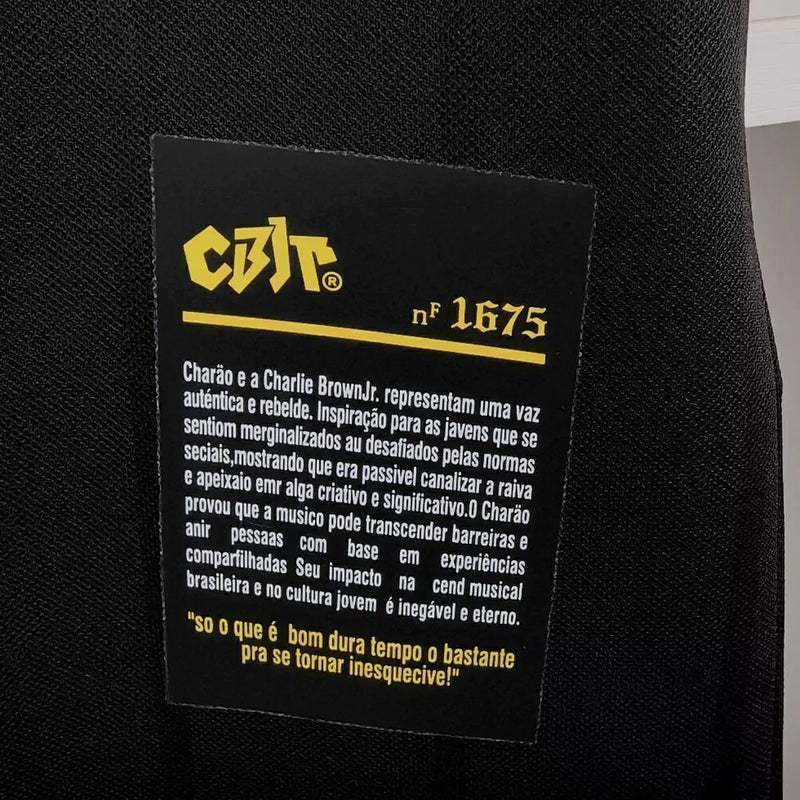 CBJr®
nF 1675
Charão e a Charlie BrownJr. representam uma vaz
auténtica e rebelde. Inspiração para as javens que se
sentiom merginalizados au desafiados pelas normas
seciais,mostrando que era passivel canalizar a raiva
e apeixaio emr alga criativo e significativo.O Charão
provou que a musico pode transcender barreiras e
anir pessaas com base em experiências
comparfilhadas Seu impacto na cend musical
brasileira e no cultura jovem é inegável e eterno.
"so o que é bom dura tempo o bastante
pra se tornar inesquecive!"